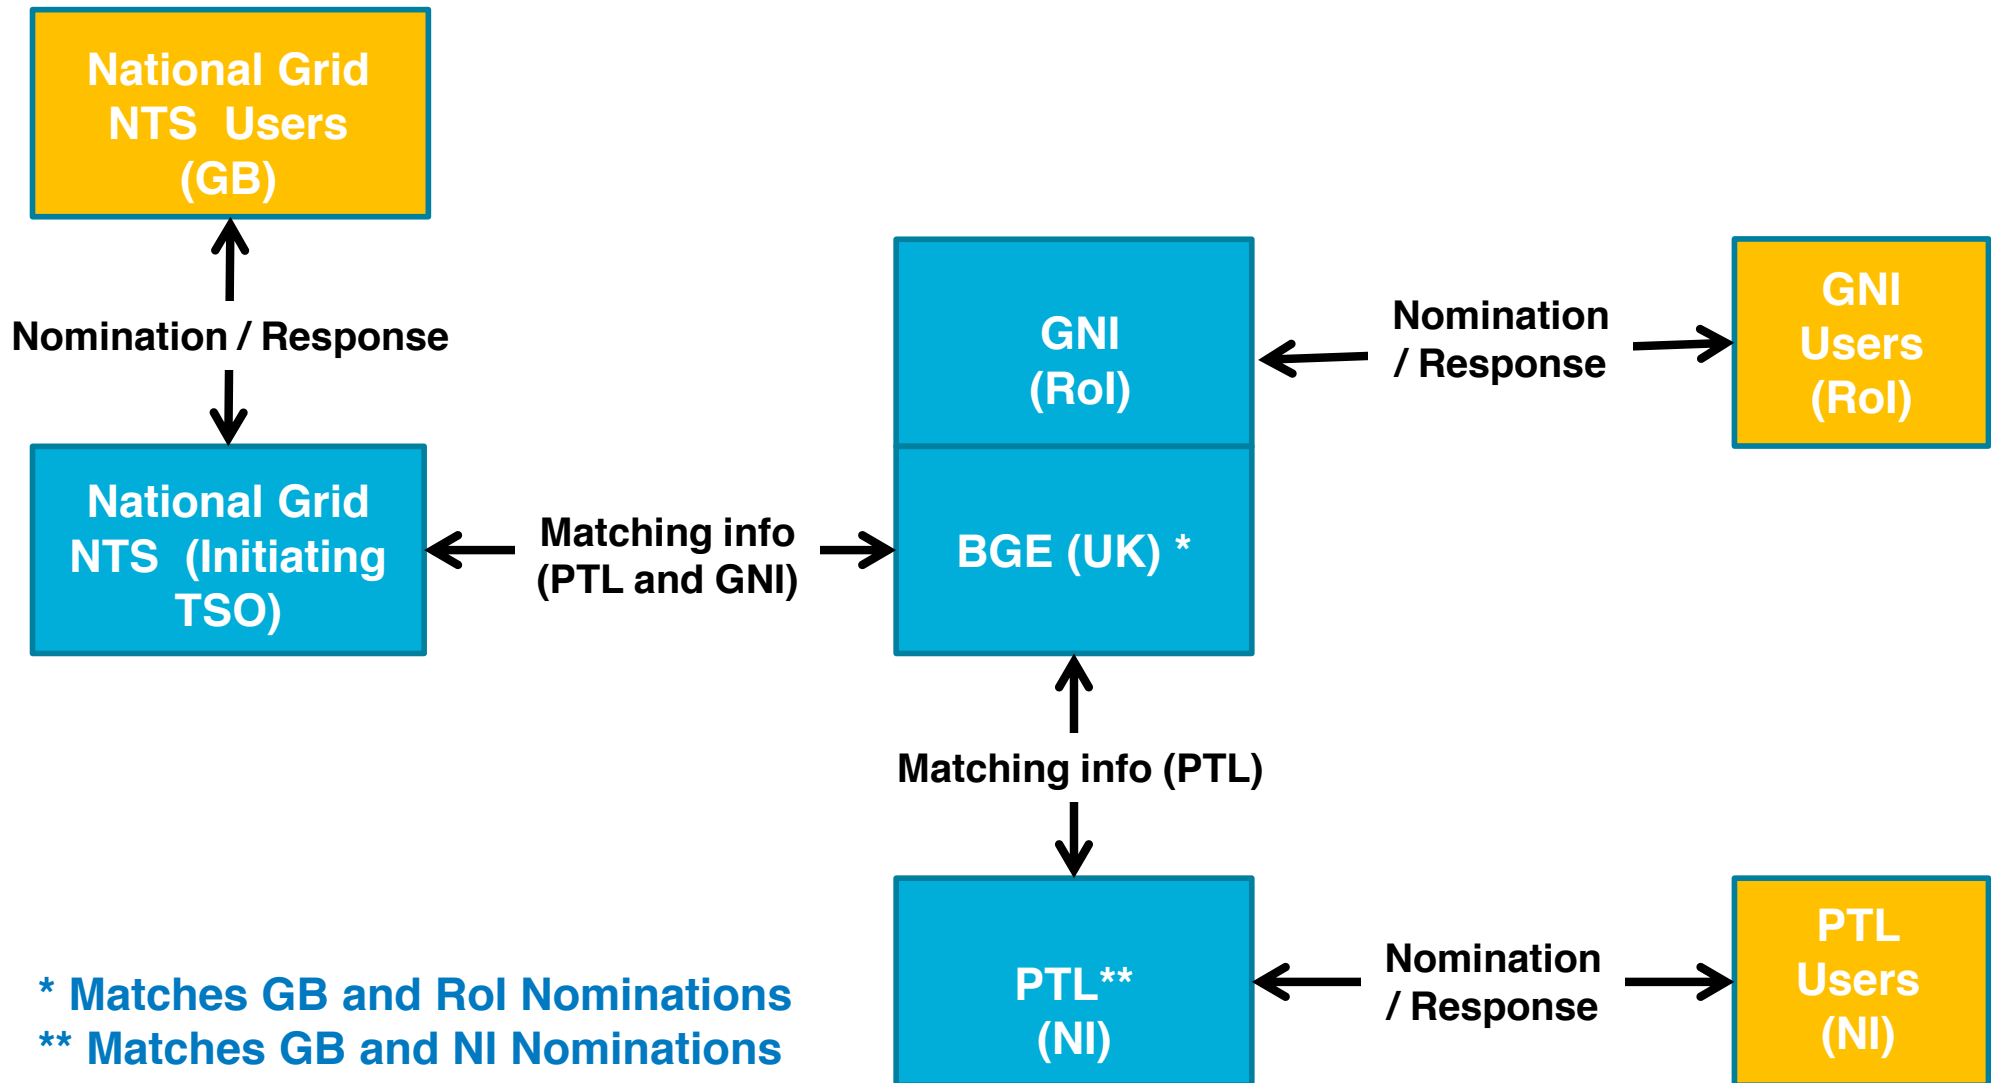 National Grid
NTS Users
(GB)
Nomination / Response
National Grid
NTS (Initiating
TSO)
Matching info
(PTL and GNI)
GNI
(RoI)
BGE (UK) *
Nomination
/ Response
GNI
Users
(RoI)
Matching info (PTL)
PTL**
(NI)
Nomination
/ Response
PTL
Users
(NI)
* Matches GB and RoI Nominations
** Matches GB and NI Nominations